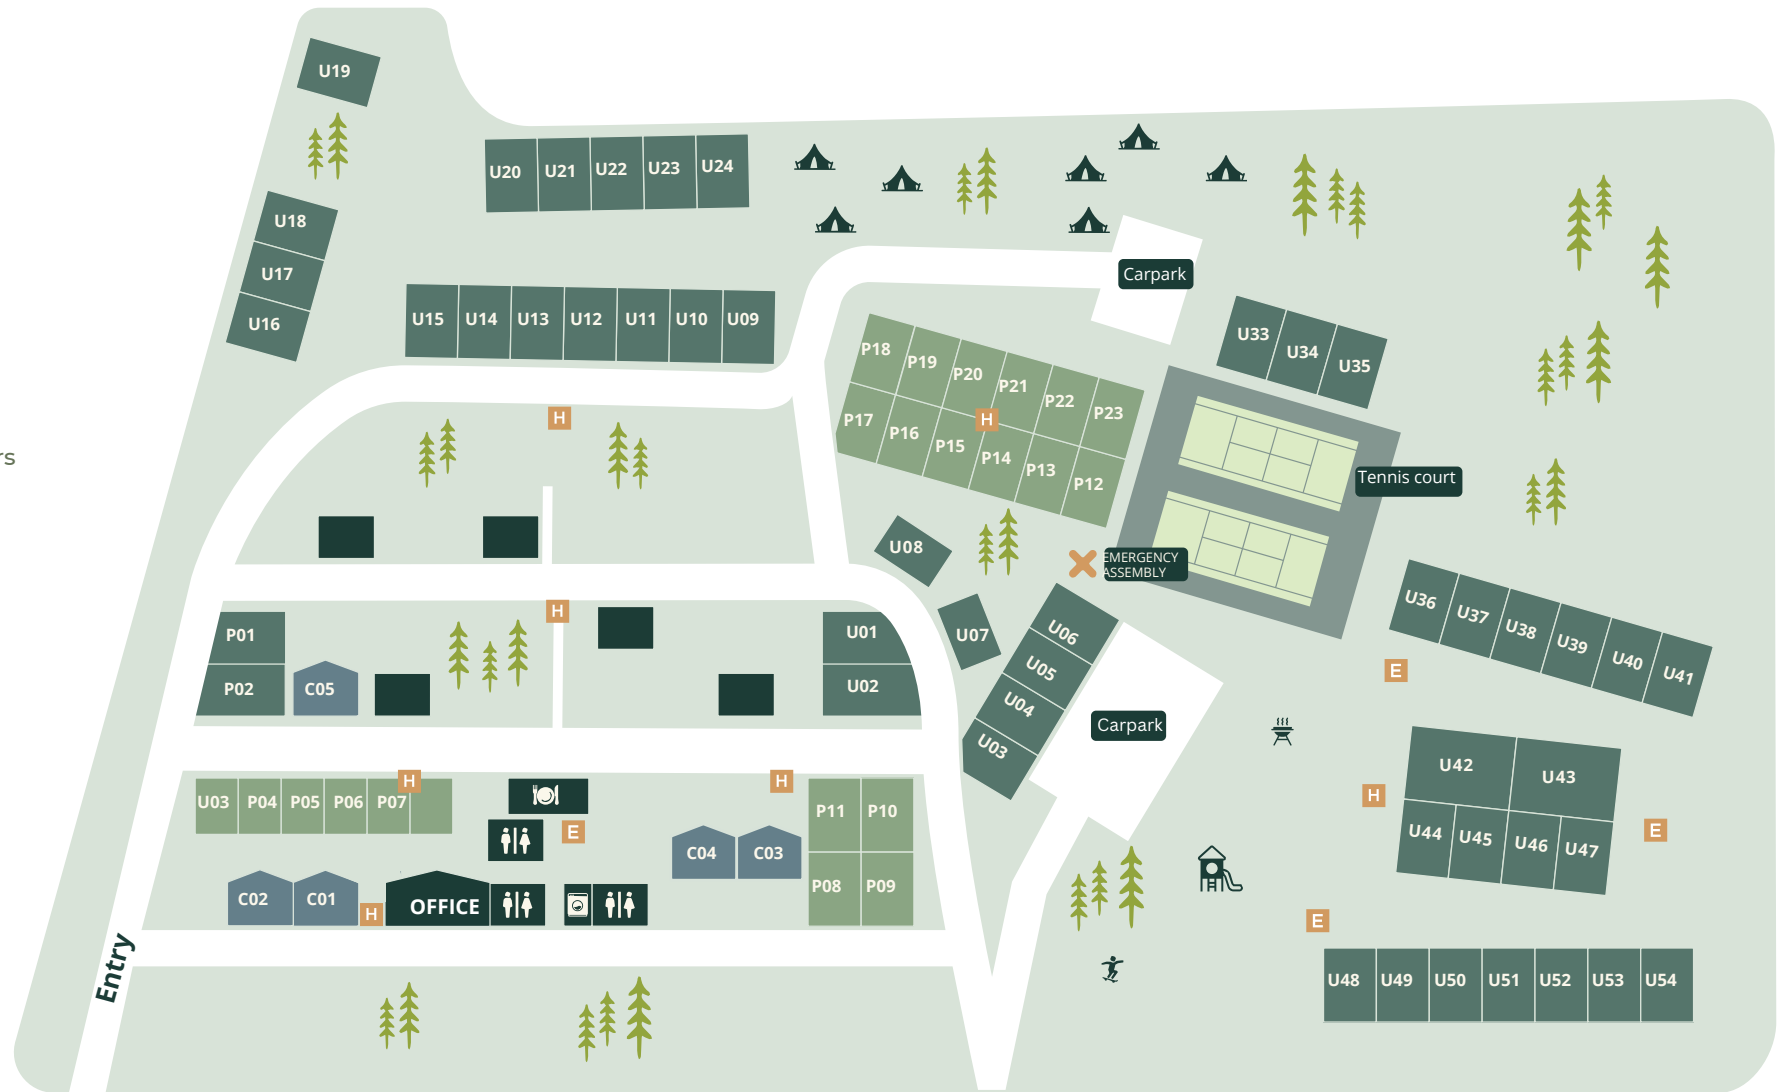 U19
U18
U17
U16
U20 U21 U22 U23 U24
U15 U14 U13 U12 U11 U10 U09
Carpark
U33 U34 U35
P18 P19 P20 P21 P22 P23
H
P17 P16 P15 P14 P13 P12
H
rs
Tennis court
U08
EMERGENCY
ASSEMBLY
U07
U06
U05
U04
U03
Carpark
H
P01
P02
C05
U01
U02
U36 U37 U38 U39 U40 U41
E
U42 U43
H
U44 U45 U46 U47
E
H
H
U03 P04 P05 P06 P07
E
P11 P10
C04 C03
P08 P09
C02 C01
H
OFFICE
E
Entry
U48 U49 U50 U51 U52 U53 U54